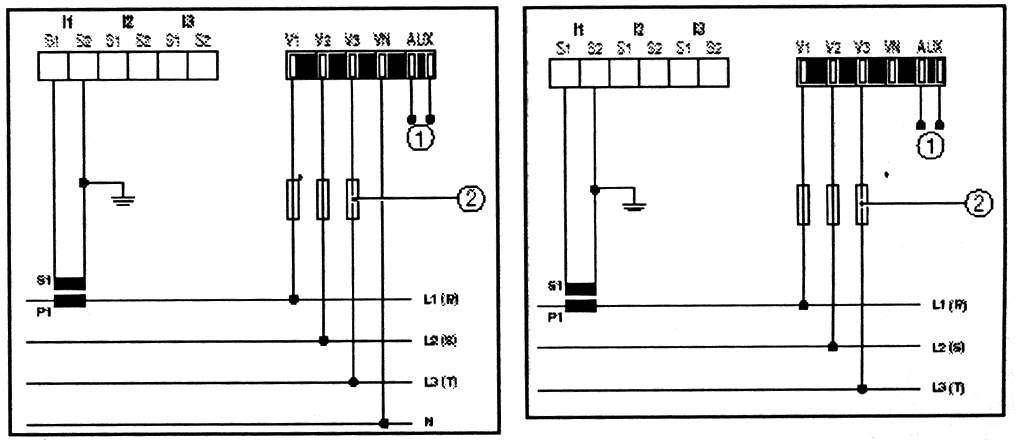 I1 I2 I3
S1 S2 S1 S2 S1 S2
V1 V2 V3 VN AUX
1
2
S1
P1
L1 (R)
L2 (S)
L3 (T)
N
I1 I2 I3
S1 S2 S1 S2 S1 S2
V1 V2 V3 VN AUX
1
2
S1
P1
L1 (R)
L2 (S)
L3 (T)